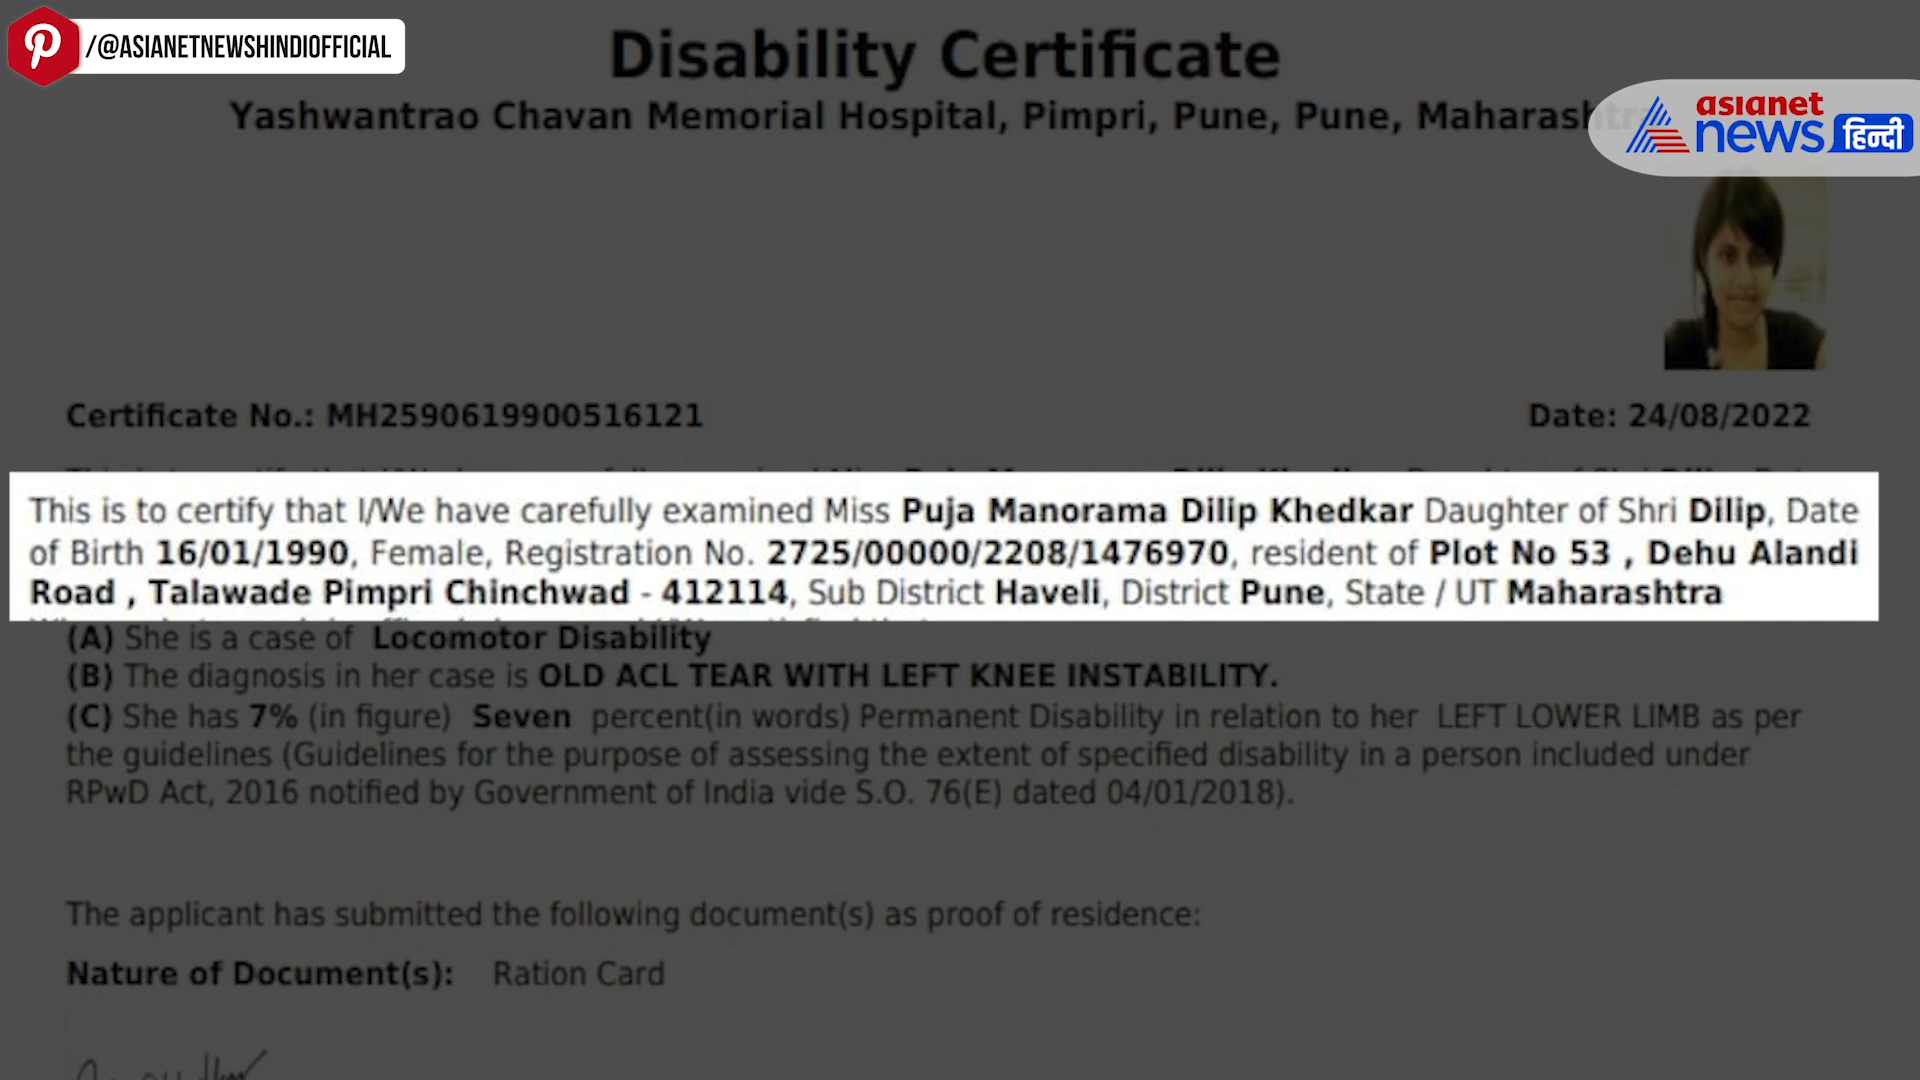 /@ASIANETNEWSHINDIOFFICIAL
Disability Certificate
Yashwantrao Chavan Memorial Hospital, Pimpri, Pune, Pune, Maharashtra
asianet
news हिन्दी
Certificate No.: MH2590619900516121
Date: 24/08/2022
This is to certify that I/We have carefully examined Miss Puja Manorama Dilip Khedkar Daughter of Shri Dilip, Date
of Birth 16/01/1990, Female, Registration No. 2725/00000/2208/1476970, resident of Plot No 53 , Dehu Alandi
Road , Talawade Pimpri Chinchwad - 412114, Sub District Haveli, District Pune, State / UT Maharashtra
(A) She is a case of Locomotor Disability
(B) The diagnosis in her case is OLD ACL TEAR WITH LEFT KNEE INSTABILITY.
(C) She has 7% (in figure) Seven percent(in words) Permanent Disability in relation to her LEFT LOWER LIMB as per
the guidelines (Guidelines for the purpose of assessing the extent of specified disability in a person included under
RPwD Act, 2016 notified by Government of India vide S.O. 76(E) dated 04/01/2018).
The applicant has submitted the following document(s) as proof of residence:
Nature of Document(s): Ration Card